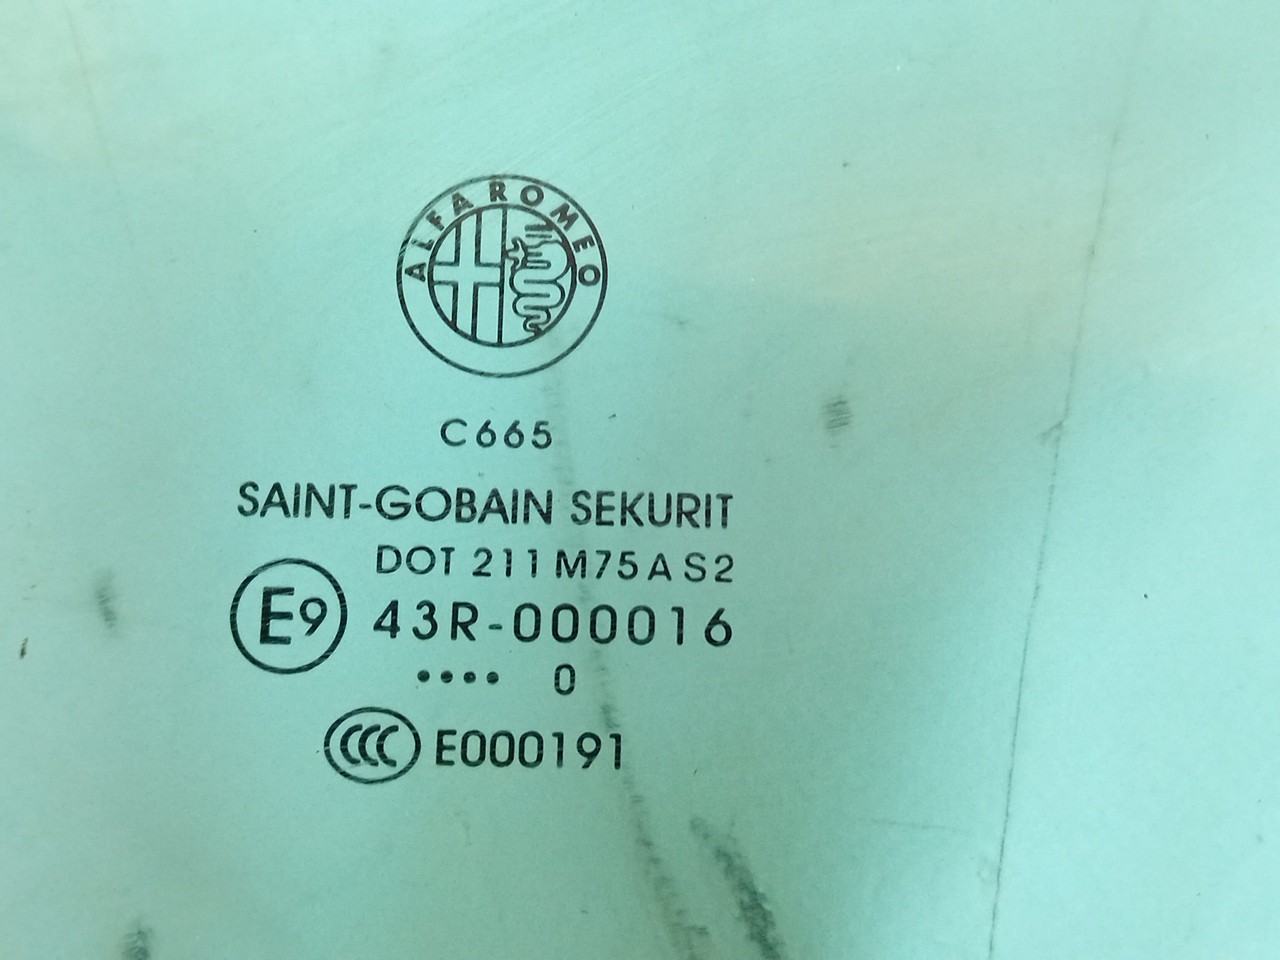 ALFA ROMEO
C665
SAINT-GOBAIN SEKURIT
DOT 211 M75 A S2
E9 43R-000016
•••• 0
CCC E000191